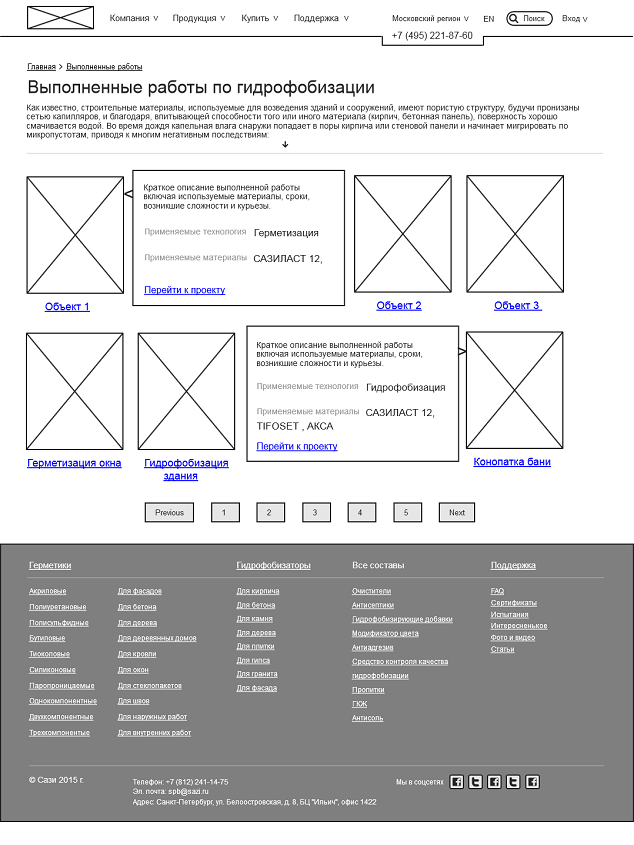 Компания v Продукция v Купить v Поддержка v Московский регион v EN Поиск Вход v
+7 (495) 221-87-60
Главная > Выполненные работы
Выполненные работы по гидрофобизации
Как известно, строительные материалы, используемые для возведения зданий и сооружений, имеют пористую структуру, будучи пронизаны
сетью капилляров, и благодаря, впитывающей способности того или иного материала (кирпич, бетонная панель), поверхность хорошо
смачивается водой. Во время дождя капельная влага снаружи попадает в поры кирпича или стеновой панели и начинает мигрировать по
микропустотам, приводя к многим негативным последствиям:
Краткое описание выполненной работы
включая используемые материалы, сроки,
возникшие сложности и курьезы.
Применяемые технология Герметизация
Применяемые материалы САЗИЛАСТ 12,
Перейти к проекту
Объект 1
Объект 2
Объект 3
Краткое описание выполненной работы
включая используемые материалы, сроки,
возникшие сложности и курьезы.
Применяемые технология Гидрофобизация
Применяемые материалы САЗИЛАСТ 12,
TIFOSET , АКСА
Перейти к проекту
Герметизация окна
Гидрофобизация
здания
Конопатка бани
Previous 1 2 3 4 5 Next
Герметики
Акриловые
Полиуретановые
Полисульфидные
Бутиловые
Тиоколовые
Силиконовые
Паропроницаемые
Однокомпонентные
Двухкомпонентные
Трехкомпонентые
Для фасадов
Для бетона
Для дерева
Для деревянных домов
Для кровли
Для окон
Для стеклопакетов
Для швов
Для наружных работ
Для внутренних работ
Гидрофобизаторы
Для кирпича
Для бетона
Для камня
Для дерева
Для плитки
Для гипса
Для гранита
Для фасада
Все составы
Очистители
Антисептики
Гидрофобизирующие добавки
Модификатор цвета
Антиадгезив
Средство контроля качества
гидрофобизации
Пропитки
ГКЖ
Антисоль
Поддержка
FAQ
Сертификаты
Испытания
Интересненькое
Фото и видео
Статьи
© Сази 2015 г.
Телефон: +7 (812) 241-14-75
Эл. почта: spb@sazi.ru
Адрес: Санкт-Петербург, ул. Белоостровская, д. 8, БЦ "Ильич", офис 1422
Мы в соцсетях